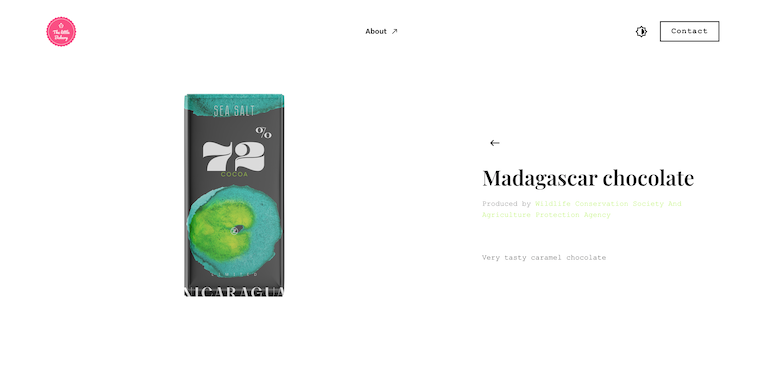 The little
Bakery
About
Contact
SEA SALT
72%
COCOA
NICARAGUA
Madagascar chocolate
Produced by Wildlife Conservation Society And
Agriculture Protection Agency
Very tasty caramel chocolate